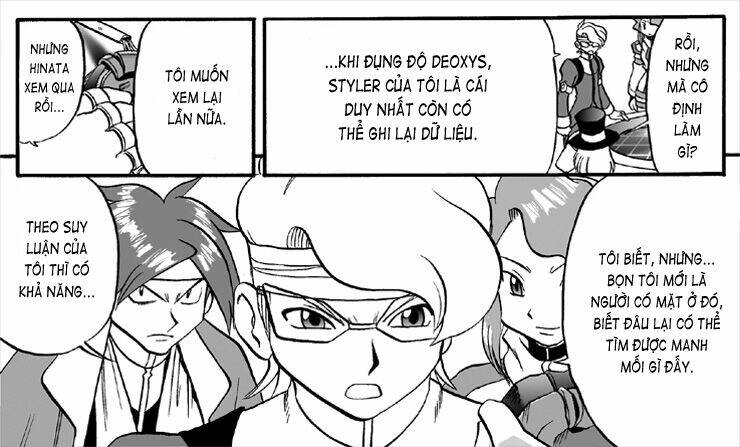 RỒI,
NHƯNG
MÀ CÔ
ĐỊNH
LÀM
GÌ?
...KHI ĐỤNG ĐỘ DEOXYS,
STYLER CỦA TÔI LÀ CÁI
DUY NHẤT CÒN CÓ
THỂ GHI LẠI DỮ LIỆU.
TÔI MUỐN
XEM LẠI
LẦN NỮA.
NHƯNG
HINATA
XEM QUA
RỒI...
TÔI BIẾT, NHƯNG...
BỌN TÔI MỚI LÀ
NGƯỜI CÓ MẶT Ở ĐÓ,
BIẾT ĐÂU LẠI CÓ THỂ
TÌM ĐƯỢC MANH
MỐI GÌ ĐẤY.
THEO SUY
LUẬN CỦA
TÔI THÌ CÓ
KHẢ NĂNG...